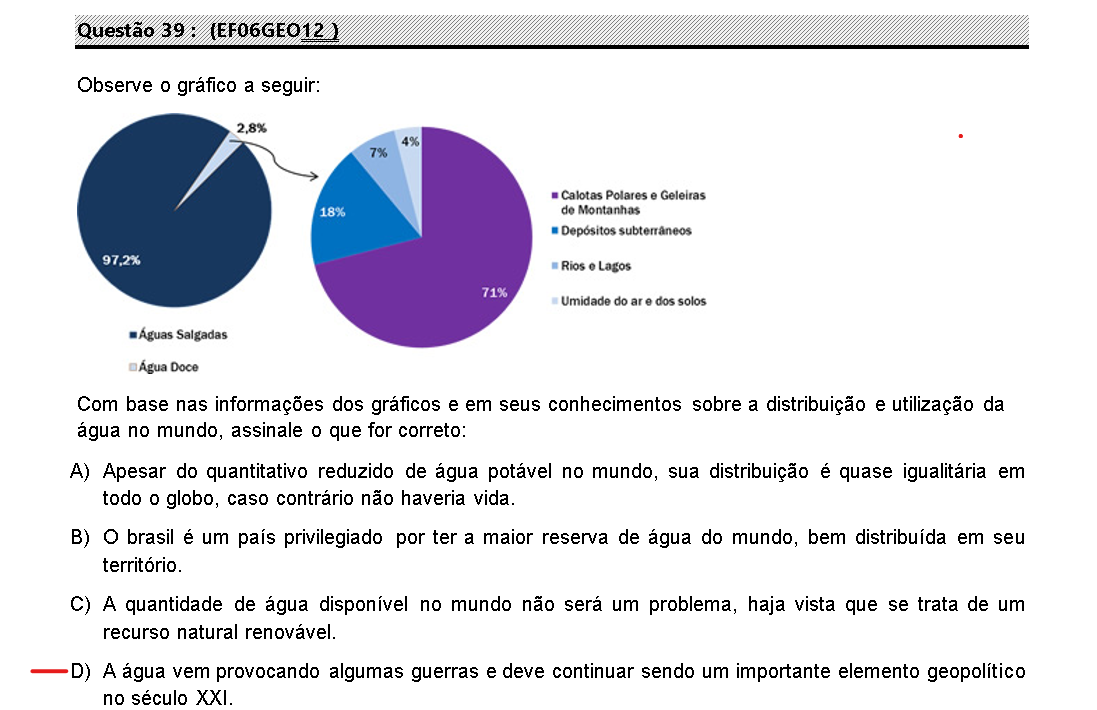 Questão 39 : (EF06GEO12 )
Observe o gráfico a seguir:
2,8%
97,2%
Águas Salgadas
Água Doce
4%
7%
18%
71%
Calotas Polares e Geleiras
de Montanhas
Depósitos subterrâneos
Rios e Lagos
Umidade do ar e dos solos
Com base nas informações dos gráficos e em seus conhecimentos sobre a distribuição e utilização da
água no mundo, assinale o que for correto:
A) Apesar do quantitativo reduzido de água potável no mundo, sua distribuição é quase igualitária em
todo o globo, caso contrário não haveria vida.
B) O brasil é um país privilegiado por ter a maior reserva de água do mundo, bem distribuída em seu
território.
C) A quantidade de água disponível no mundo não será um problema, haja vista que se trata de um
recurso natural renovável.
D) A água vem provocando algumas guerras e deve continuar sendo um importante elemento geopolítico
no século XXI.